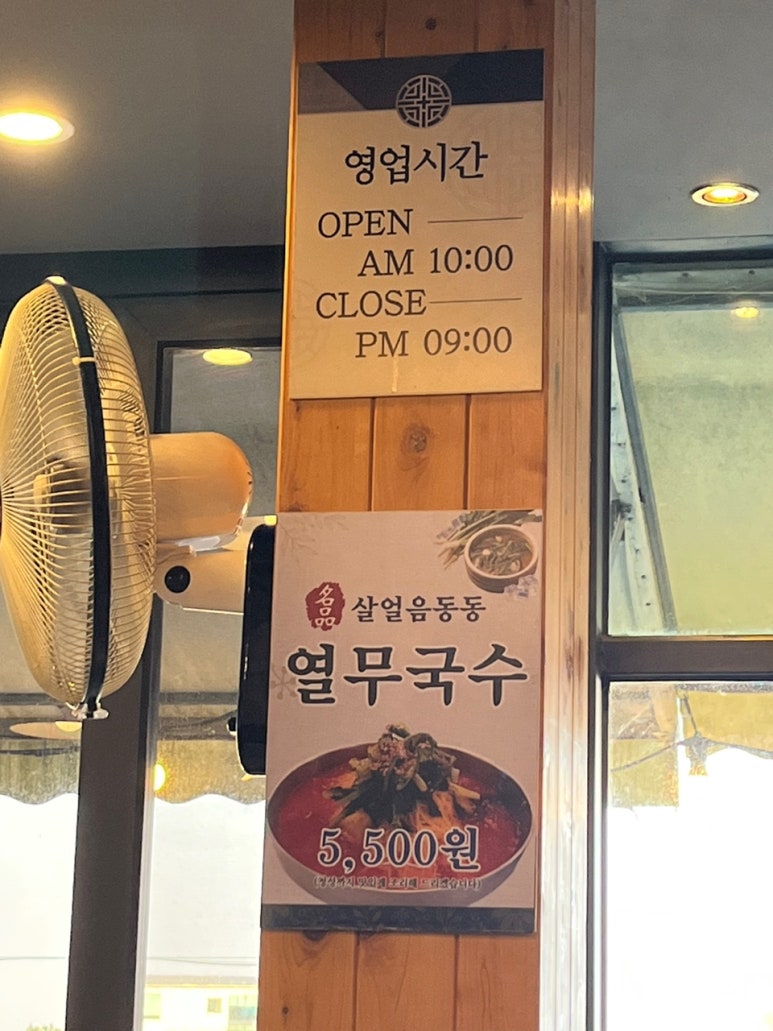 영업시간
OPEN
AM 10:00
CLOSE
PM 09:00
名品 살얼음동동
열무국수
5,500원